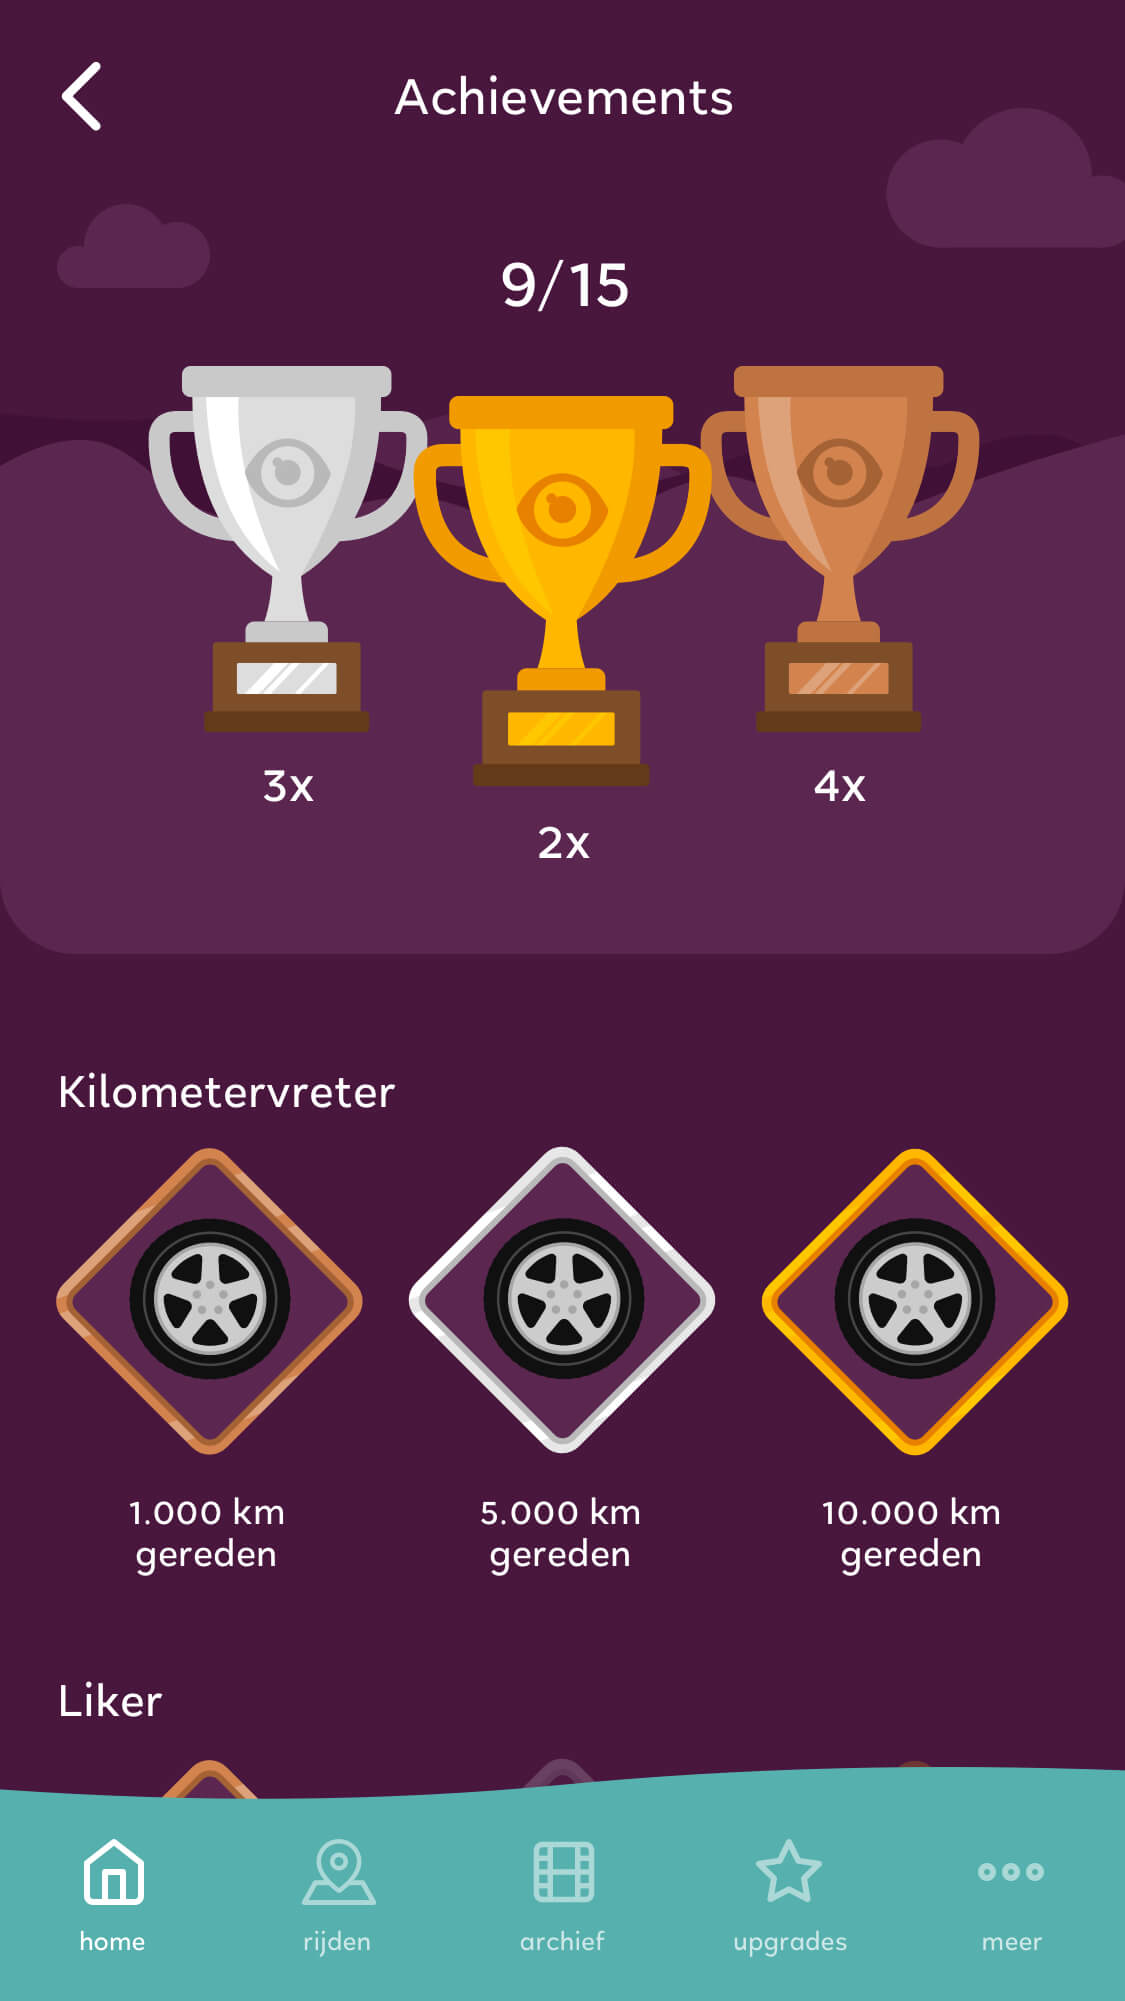 Achievements
9/15
3x
2x
4x
Kilometervreter
1.000 km
gereden
5.000 km
gereden
10.000 km
gereden
Liker
home
rijden
archief
upgrades
meer